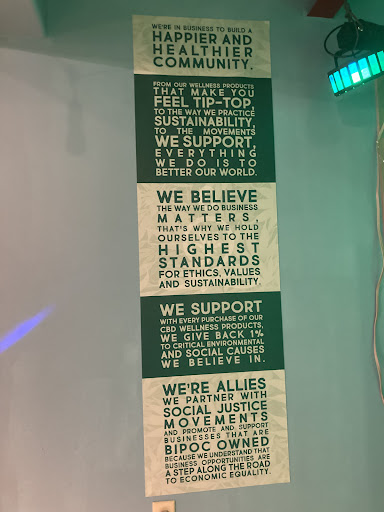 WE'RE IN BUSINESS TO BUILD A
HAPPIER AND
HEALTHIER
COMMUNITY.
FROM OUR WELLNESS PRODUCTS
THAT MAKE YOU
FEEL TIP-TOP,
TO THE WAY WE PRACTICE
SUSTAINABILITY,
TO THE MOVEMENTS
WE SUPPORT,
EVERYTHING
WE DO IS TO
BETTER OUR WORLD.
WE BELIEVE
THE WAY WE DO BUSINESS
MATTERS,
THAT'S WHY WE HOLD
OURSELVES TO THE
HIGHEST
STANDARDS
FOR ETHICS, VALUES
AND SUSTAINABILITY.
WE SUPPORT
WITH EVERY PURCHASE OF OUR
CBD WELLNESS PRODUCTS,
WE GIVE BACK 1%
TO CRITICAL ENVIRONMENTAL
AND SOCIAL CAUSES
WE BELIEVE IN.
WE'RE ALLIES
WE PARTNER WITH
SOCIAL JUSTICE
MOVEMENTS
AND PROMOTE AND SUPPORT
BUSINESSES THAT ARE
BIPOC OWNED
BECAUSE WE UNDERSTAND THAT
BUSINESS OPPORTUNITIES ARE
A STEP ALONG THE ROAD
TO ECONOMIC EQUALITY.